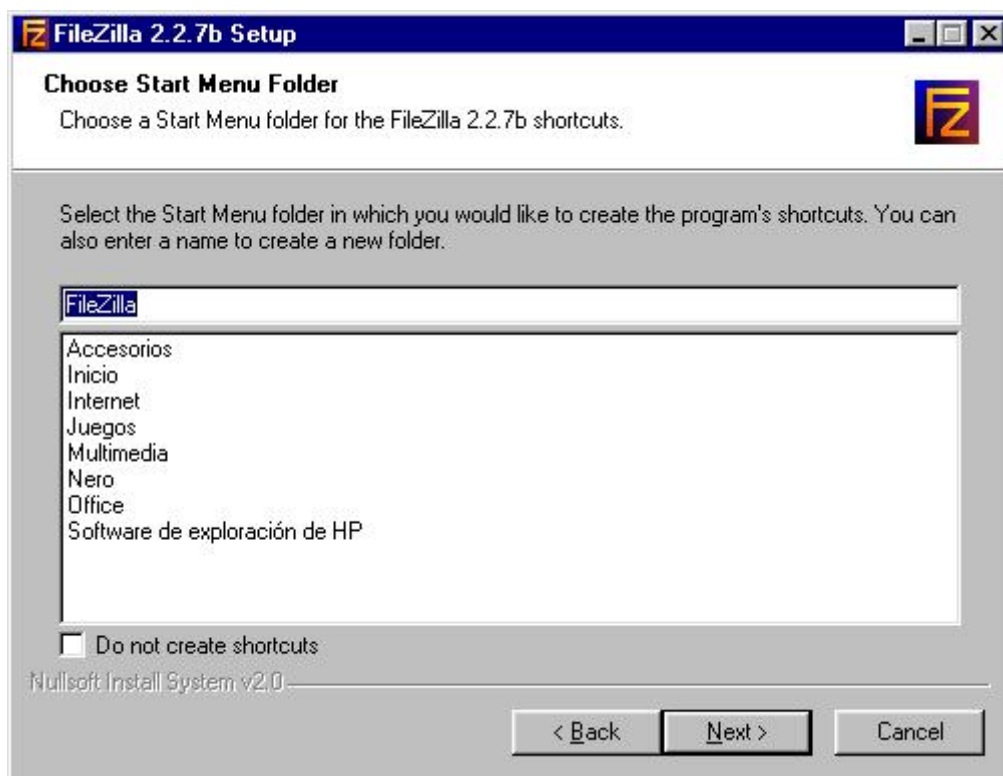 FileZilla 2.2.7b Setup
Choose Start Menu Folder
Choose a Start Menu folder for the FileZilla 2.2.7b shortcuts.
FZ
Select the Start Menu folder in which you would like to create the program's shortcuts. You can
also enter a name to create a new folder.
FileZilla
Accesorios
Inicio
Internet
Juegos
Multimedia
Nero
Office
Software de exploración de HP
Do not create shortcuts
Nullsoft Install System v2.0
< Back
Next >
Cancel